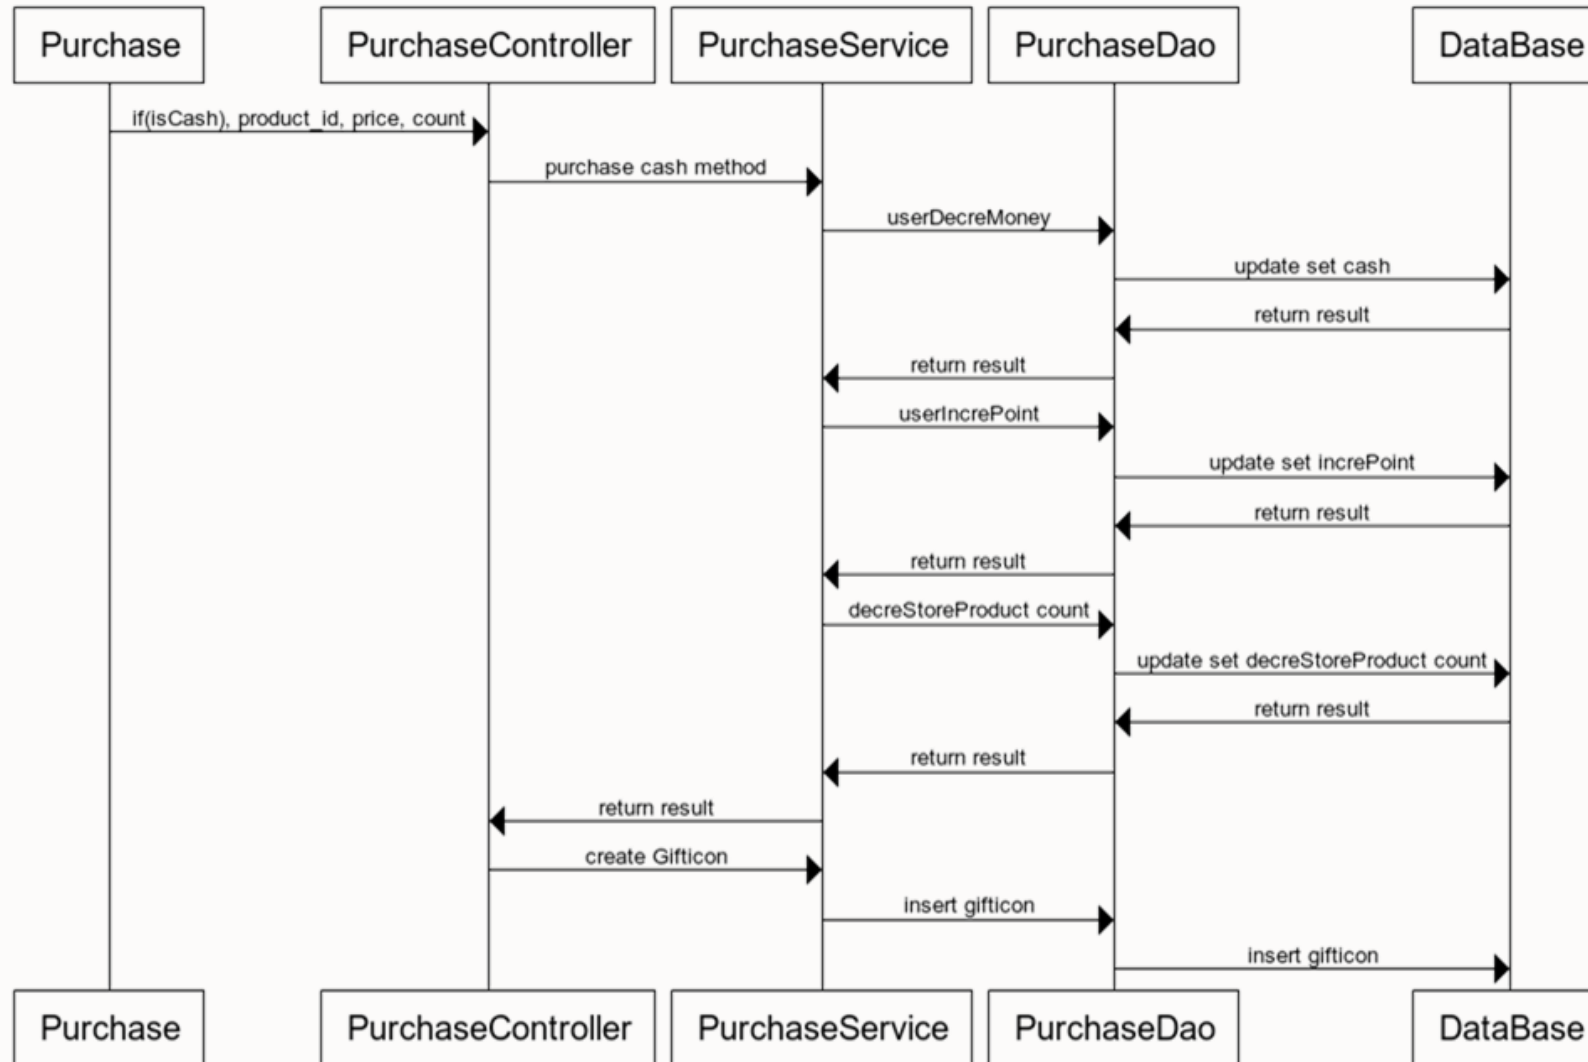 Purchase
PurchaseController
PurchaseService
PurchaseDao
DataBase
if(isCash), product_id, price, count
purchase cash method
userDecreMoney
update set cash
return result
return result
userIncrePoint
update set increPoint
return result
return result
decreStoreProduct count
update set decreStoreProduct count
return result
return result
return result
create Gifticon
insert gifticon
insert gifticon
Purchase
PurchaseController
PurchaseService
PurchaseDao
DataBase